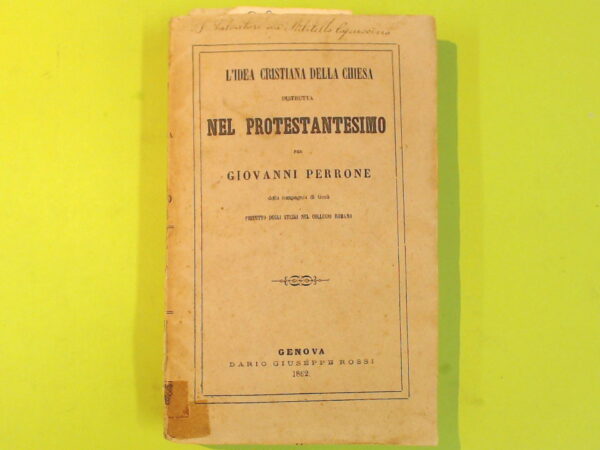 L'IDEA CRISTIANA DELLA CHIESA
DISTRUTTA
NEL PROTESTANTESIMO
PER
GIOVANNI PERRONE
della compagnia di Gesù
PREFETTO DEGLI STUDI NEL COLLEGIO ROMANO
GENOVA
DARIO GIUSEPPE ROSSI
1862